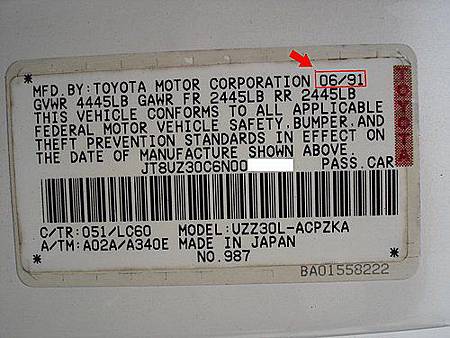 MFD.BY:TOYOTA MOTOR CORPORATION 06/91
GVWR 4445LB GAWR FR 2445LB RR 2445LB
THIS VEHICLE CONFORMS TO ALL APPLICABLE
FEDERAL MOTOR VEHICLE SAFETY,BUMPER,AND
THEFT PREVENTION STANDARDS IN EFFECT ON
THE DATE OF MANUFACTURE SHOWN ABOVE.
JT8UZ30C6N00 PASS.CAR
TOYOTA
C/TR:051/LC60 MODEL:UZZ30L-ACPZKA
A/TM:A02A/A340E MADE IN JAPAN
NO.987
BA01558222